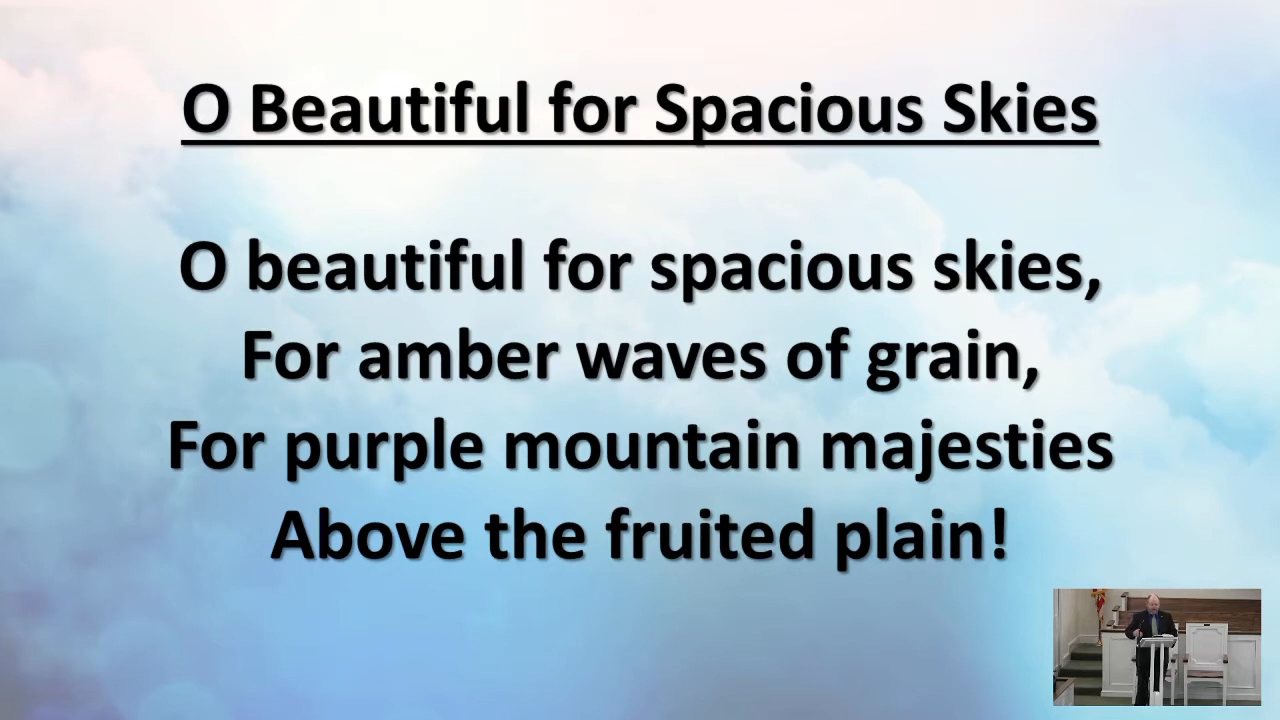 O Beautiful for Spacious Skies
O beautiful for spacious skies,
For amber waves of grain,
For purple mountain majesties
Above the fruited plain!